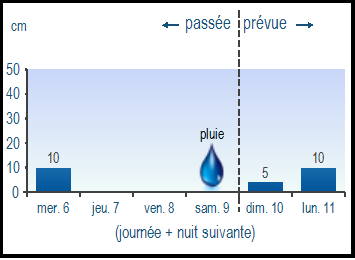 ← passée prévue →
cm
50
40
30
20
10
0
10
pluie
5
10
mer. 6 jeu. 7 ven. 8 sam. 9 dim. 10 lun. 11
(journée + nuit suivante)